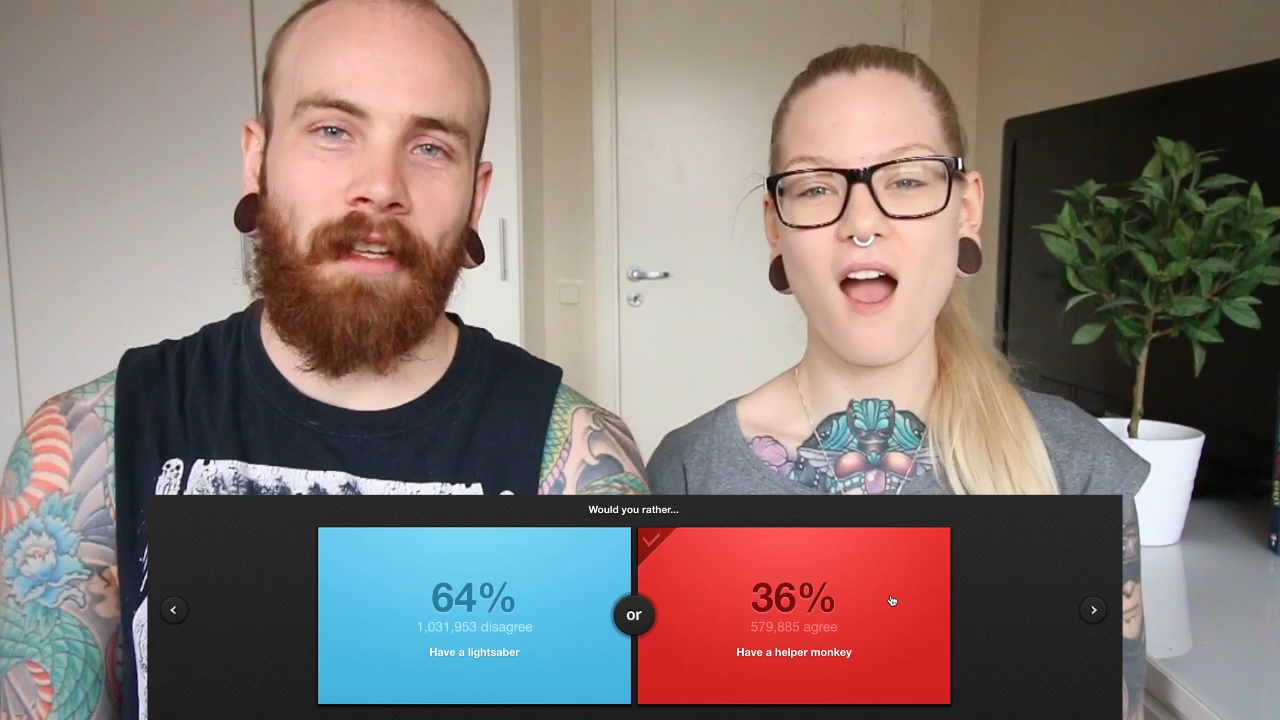 Would you rather...
64%
1,031,953 disagree
Have a lightsaber
or
36%
579,885 agree
Have a helper monkey